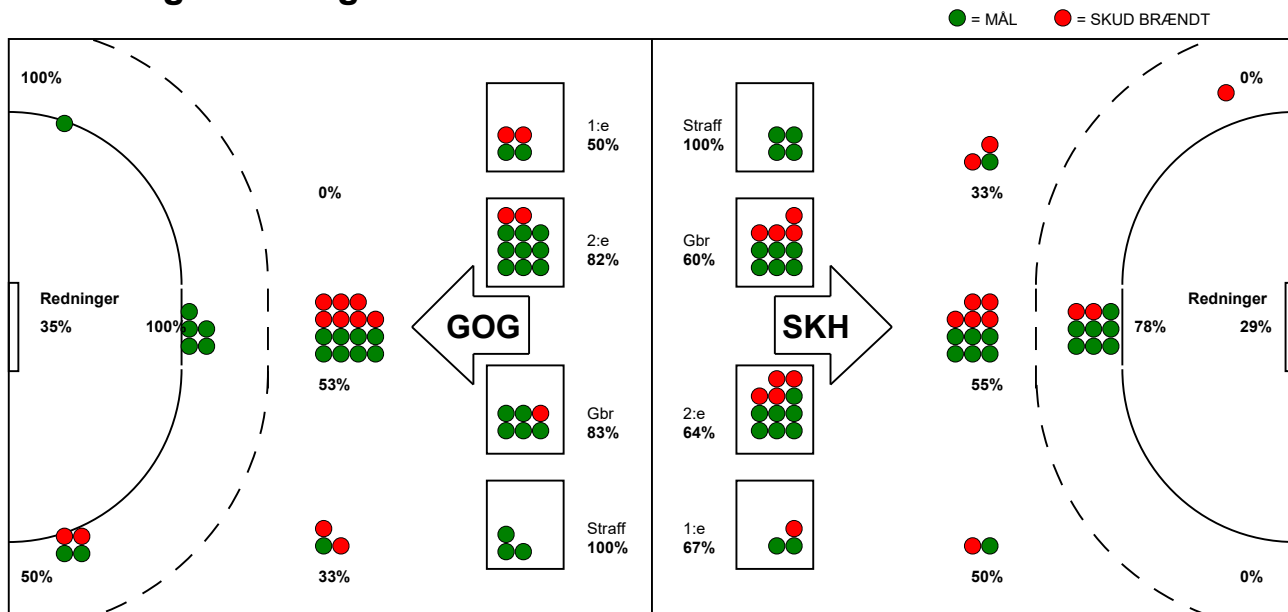 = MÅL = SKUD BRÆNDT
100%
0%
1:e
50%
Straff
100%
0%
33%
2:e
82%
Gbr
60%
Redninger
35%
100%
GOG
SKH
78%
Redninger
29%
53%
55%
Gbr
83%
2:e
64%
Straff
100%
1:e
67%
50%
33%
50%
0%